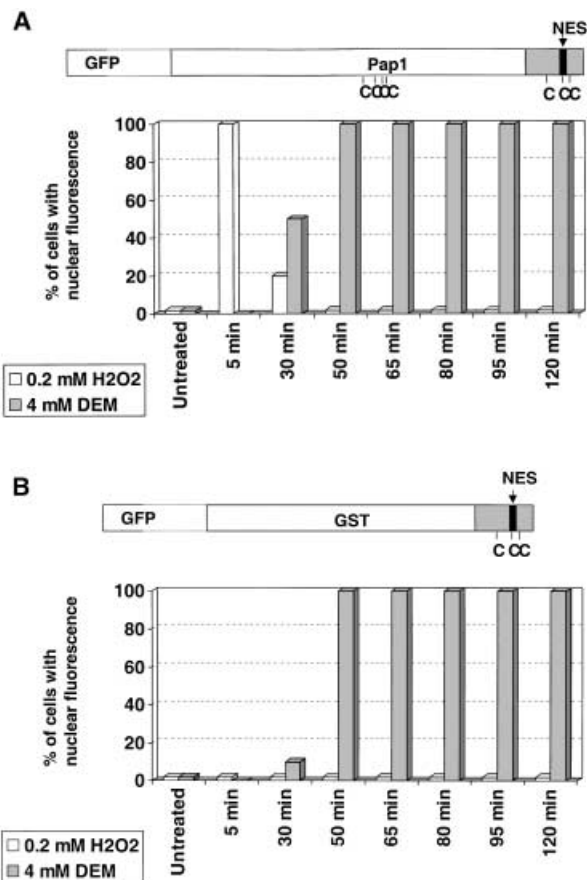 A
NES
GFP
Pap1
CCCC
C CC
% of cells with
nuclear fluorescence
100
80
60
40
20
0
Untreated
5 min
30 min
50 min
65 min
80 min
95 min
120 min
0.2 mM H2O2
4 mM DEM
B
NES
GFP
GST
C CC
% of cells with
nuclear fluorescence
100
80
60
40
20
0
Untreated
5 min
30 min
50 min
65 min
80 min
95 min
120 min
0.2 mM H2O2
4 mM DEM